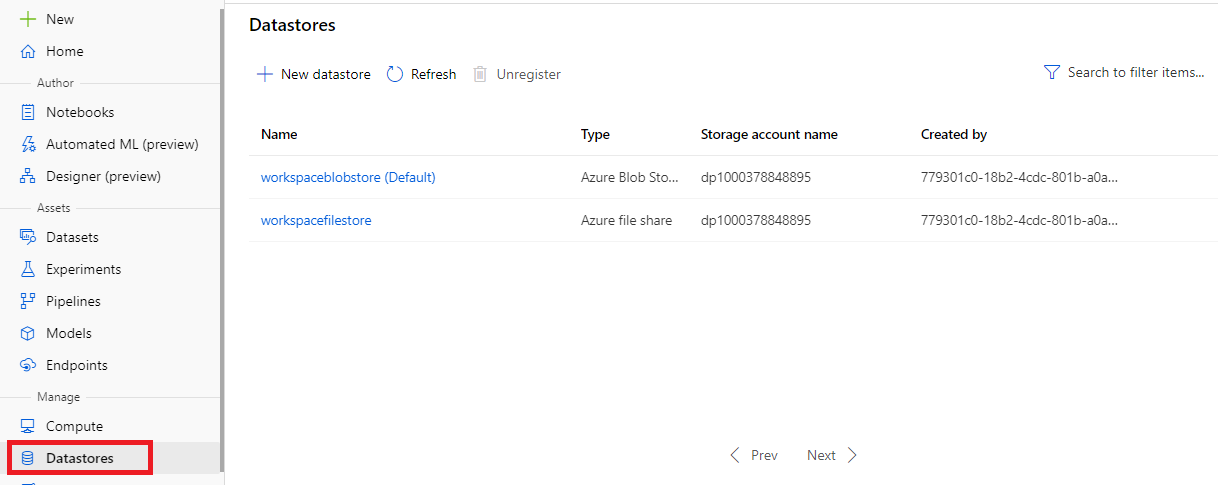 New
Home
Author
Notebooks
Automated ML (preview)
Designer (preview)
Assets
Datasets
Experiments
Pipelines
Models
Endpoints
Manage
Compute
Datastores
Datastores
New datastore Refresh Unregister Search to filter items...
Name Type Storage account name Created by
workspaceblobstore (Default) Azure Blob Sto... dp1000378848895 779301c0-18b2-4cdc-801b-a0a...
workspacefilestore Azure file share dp1000378848895 779301c0-18b2-4cdc-801b-a0a...
Prev Next